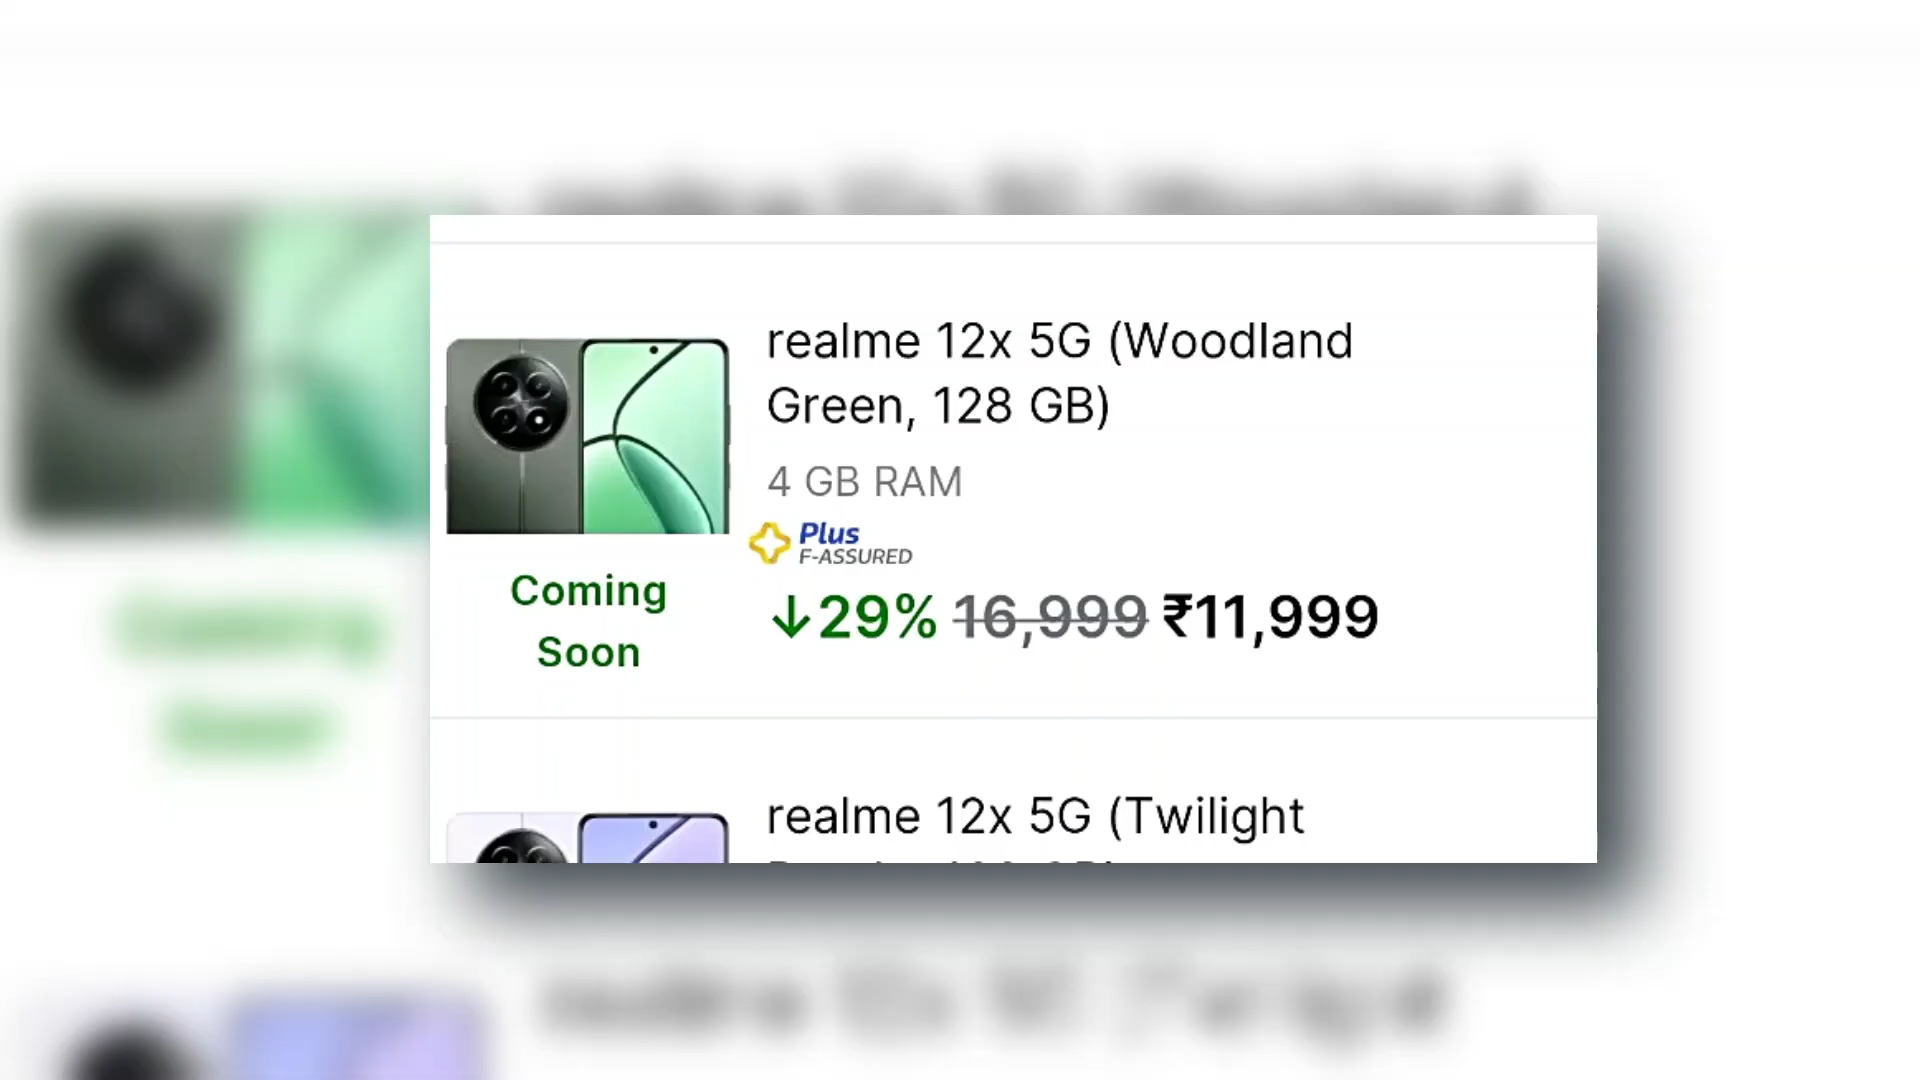 realme 12x 5G (Woodland
Green, 128 GB)
4 GB RAM
Plus
F-ASSURED
↓29% 16,999 ₹11,999
Coming
Soon
realme 12x 5G (Twilight